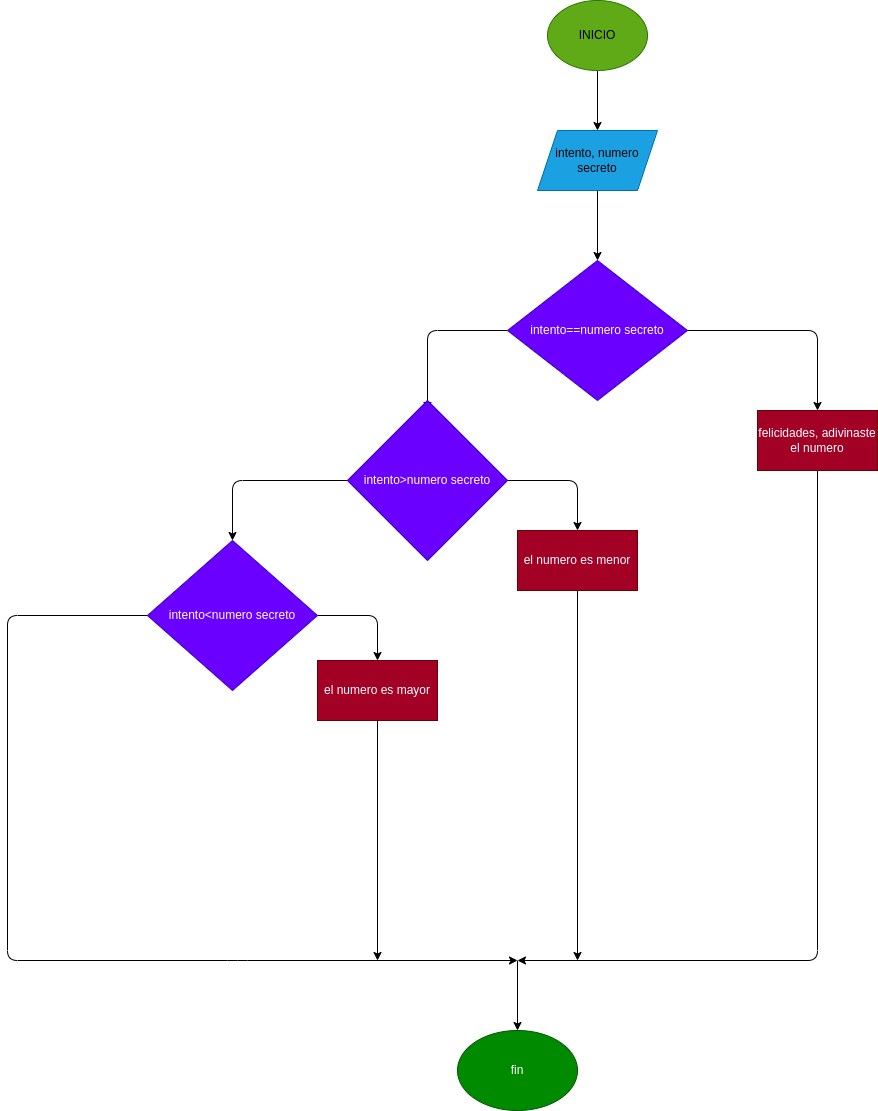 INICIO
intento, numero
secreto
intento==numero secreto
felicidades, adivinaste
el numero
intento>numero secreto
el numero es menor
intento<numero secreto
el numero es mayor
fin